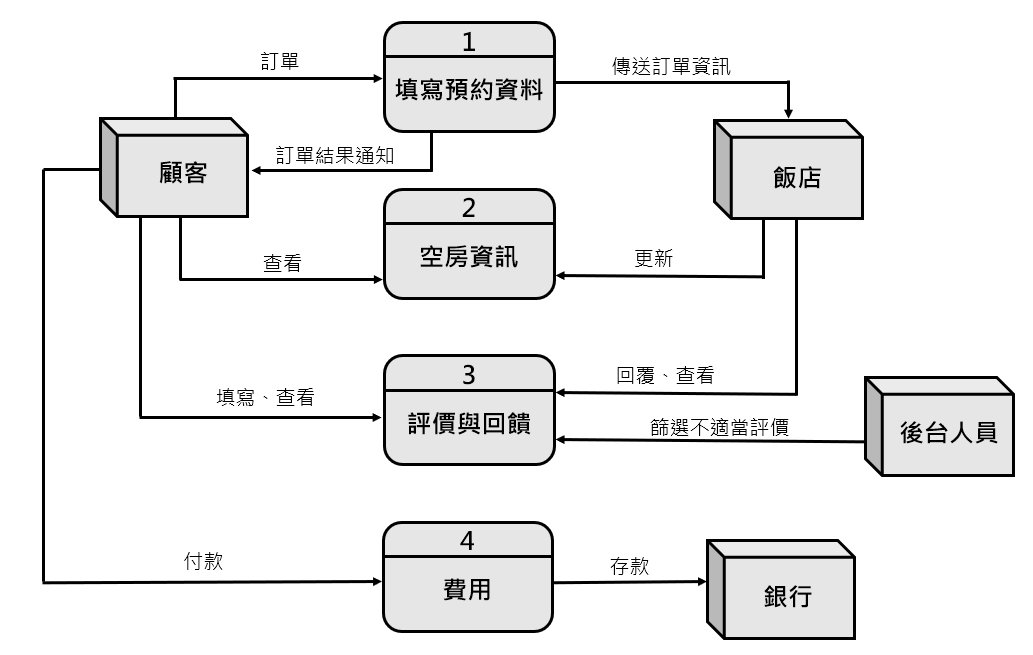 1
訂單
傳送訂單資訊
填寫預約資料
訂單結果通知
顧客
飯店
2
空房資訊
查看
更新
3
回覆、查看
填寫、查看
評價與回饋
篩選不適當評價
後台人員
4
付款
存款
費用
銀行